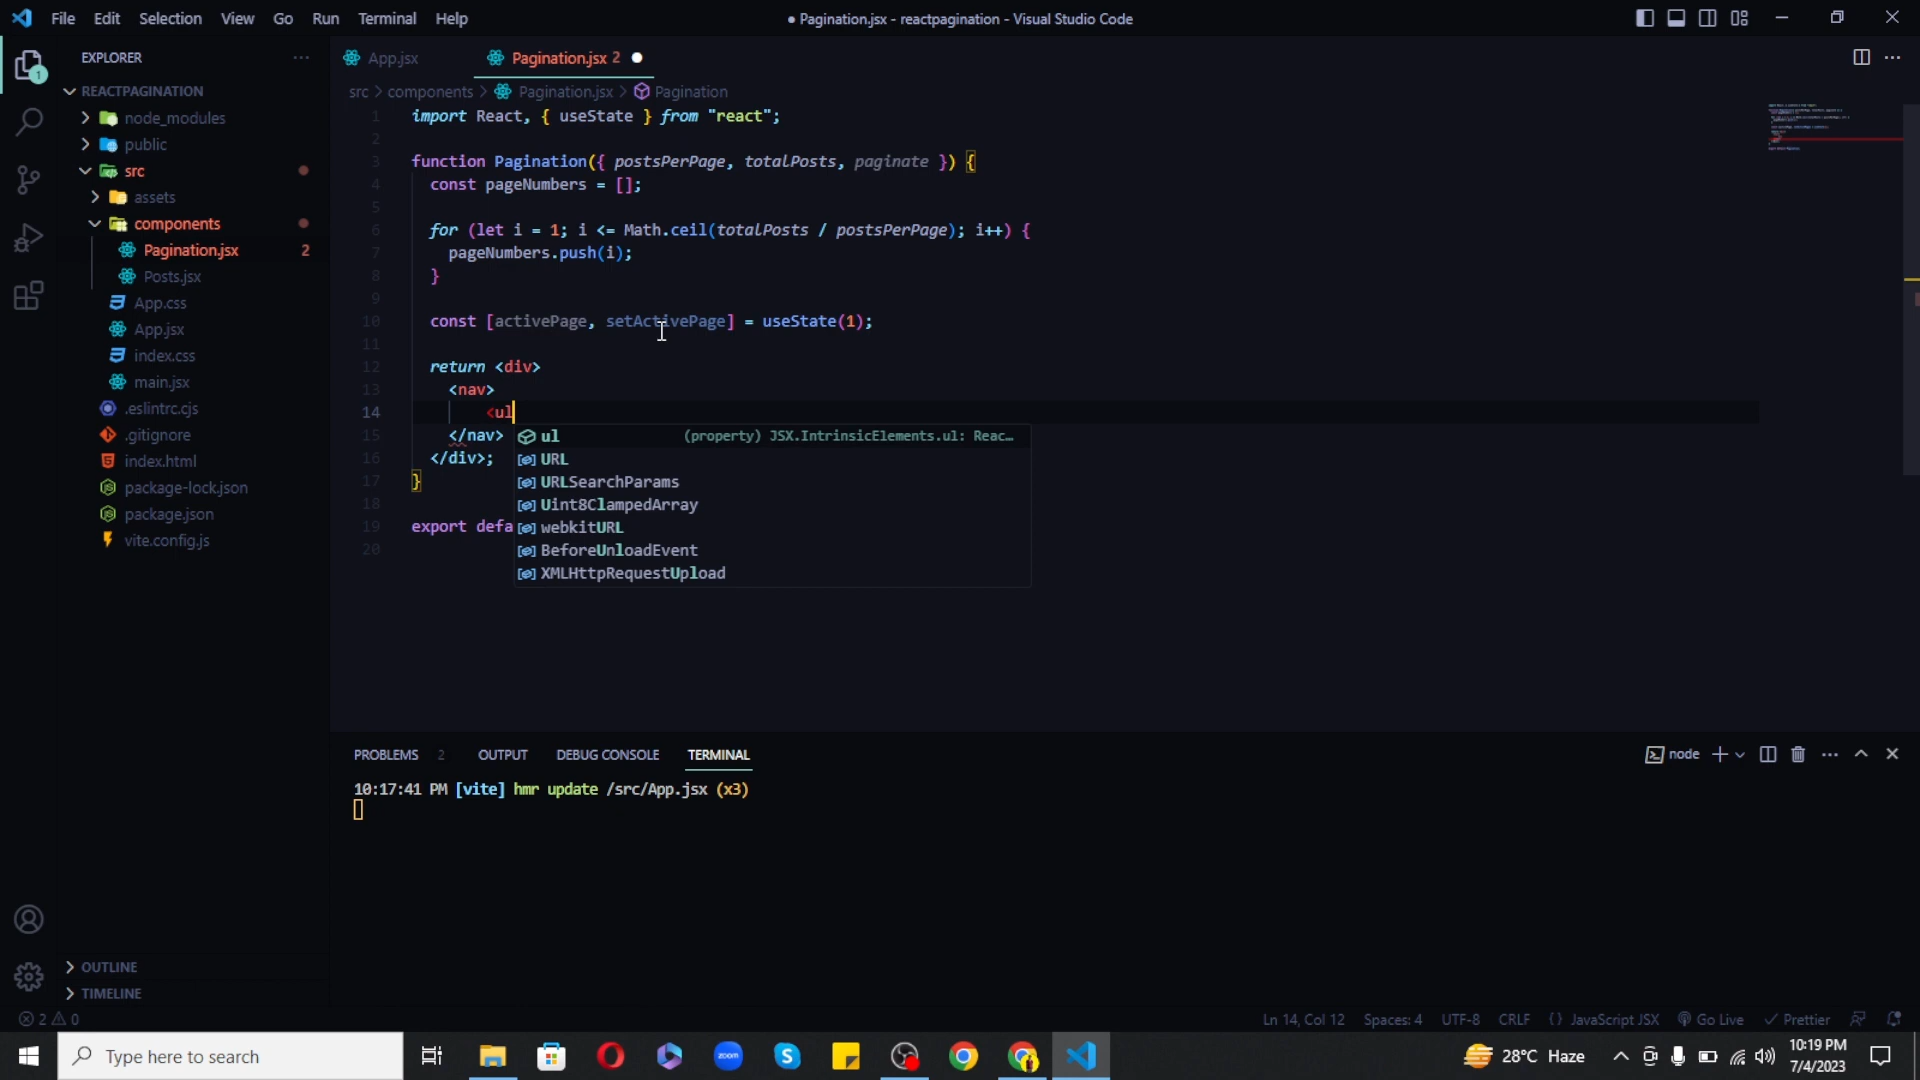 File Edit Selection View Go Run Terminal Help
● Pagination.jsx - reactpagination - Visual Studio Code
EXPLORER
REACTPAGINATION
node_modules
public
src
assets
components
Pagination.jsx 2
Posts.jsx
App.css
App.jsx
index.css
main.jsx
.eslintrc.cjs
.gitignore
index.html
package-lock.json
package.json
vite.config.js
OUTLINE
TIMELINE
1
App.jsx
Pagination.jsx 2
src > components > Pagination.jsx > Pagination
1 import React, { useState } from "react";
2
3 function Pagination({ postsPerPage, totalPosts, paginate }) {
4 const pageNumbers = [];
5
6 for (let i = 1; i <= Math.ceil(totalPosts / postsPerPage); i++) {
7 pageNumbers.push(i);
8 }
9
10 const [activePage, setActivePage] = useState(1);
11
12 return <div>
13 <nav>
14 <ul
15 </nav>
16 </div>;
17 }
18
19 export defa
20
ul (property) JSX.IntrinsicElements.ul: Reac…
URL
URLSearchParams
Uint8ClampedArray
webkitURL
BeforeUnloadEvent
XMLHttpRequestUpload
PROBLEMS 2 OUTPUT DEBUG CONSOLE TERMINAL
node
10:17:41 PM [vite] hmr update /src/App.jsx (x3)
2 0
Ln 14, Col 12 Spaces: 4 UTF-8 CRLF {} JavaScript JSX Go Live Prettier
Type here to search
zoom
28°C Haze
10:19 PM
7/4/2023